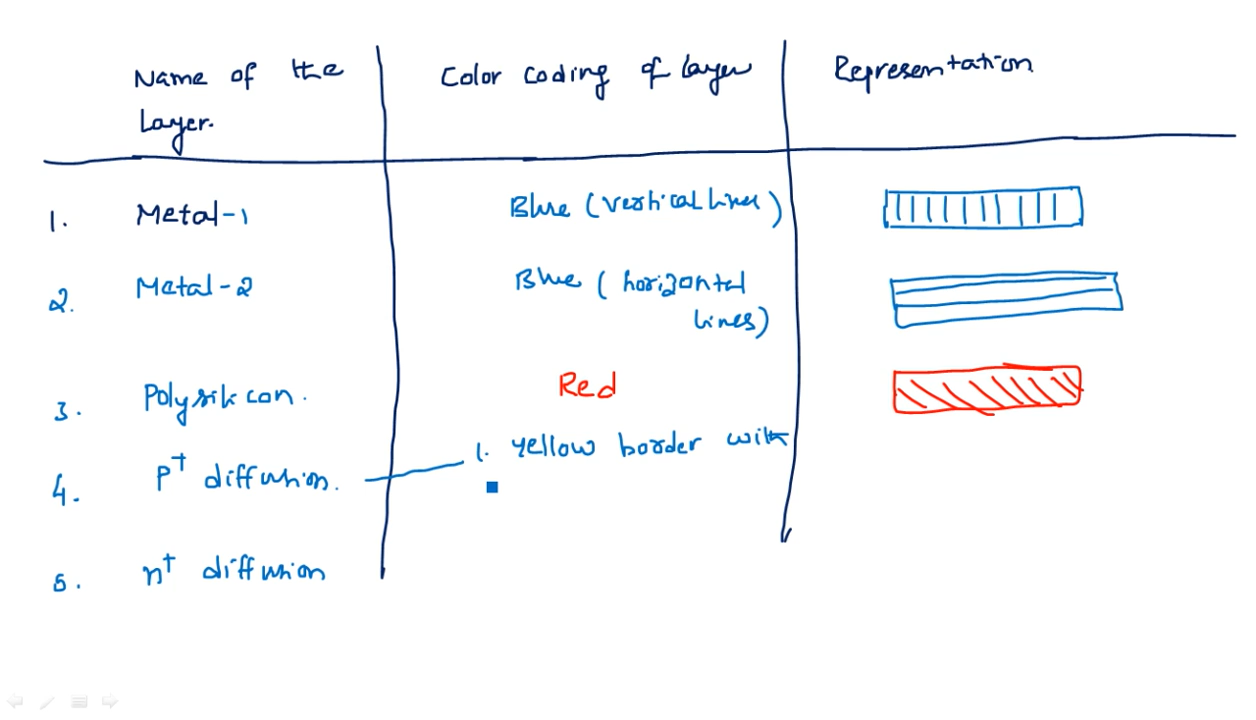 Name of the Color Coding of layer Representation
Layer.
1. Metal-1 Blue (vertical lines)
2. Metal-2 Blue (horizontal
lines)
3. Polysilicon. Red
4. P+ diffusion. 1. yellow border with
5. n+ diffusion